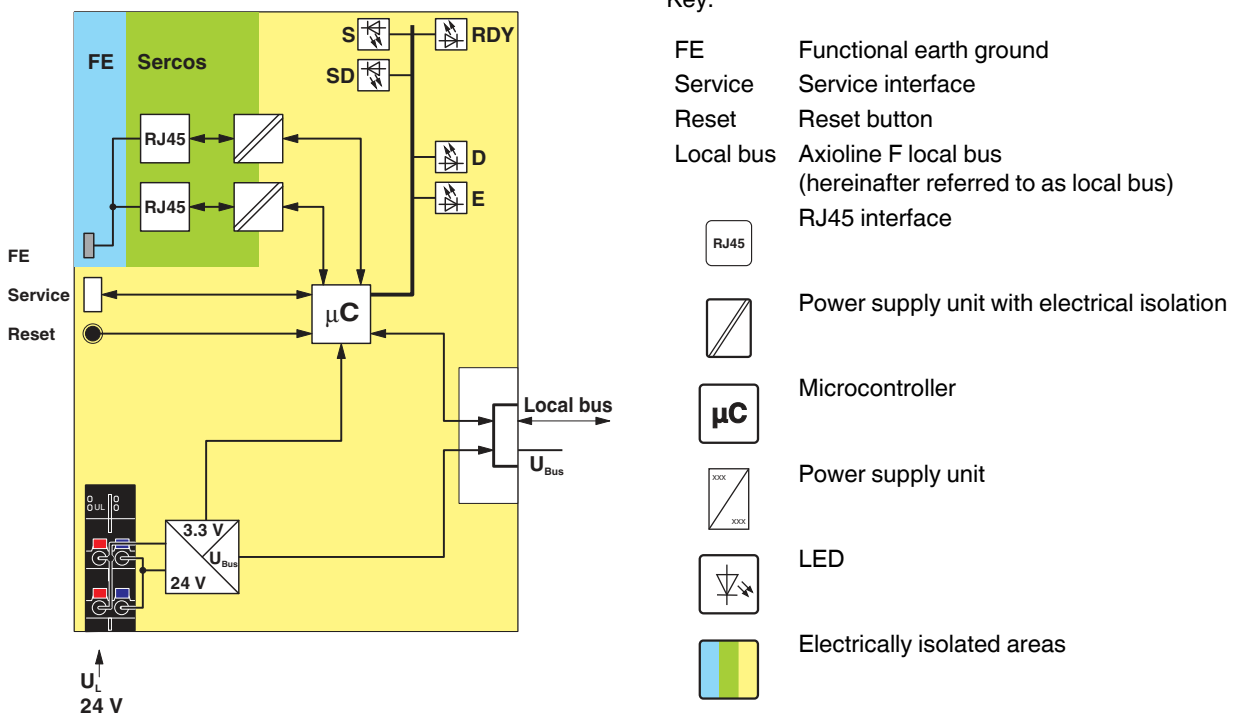 Key:
FE Sercos
S RDY
SD
RJ45
D
RJ45
E
FE
Service
Reset
µC
Local bus
U Bus
UL
3.3 V
U Bus
24 V
U L
24 V
FE Functional earth ground
Service Service interface
Reset Reset button
Local bus Axioline F local bus
(hereinafter referred to as local bus)
RJ45 RJ45 interface
Power supply unit with electrical isolation
µC Microcontroller
xxx Power supply unit
xxx
LED
Electrically isolated areas